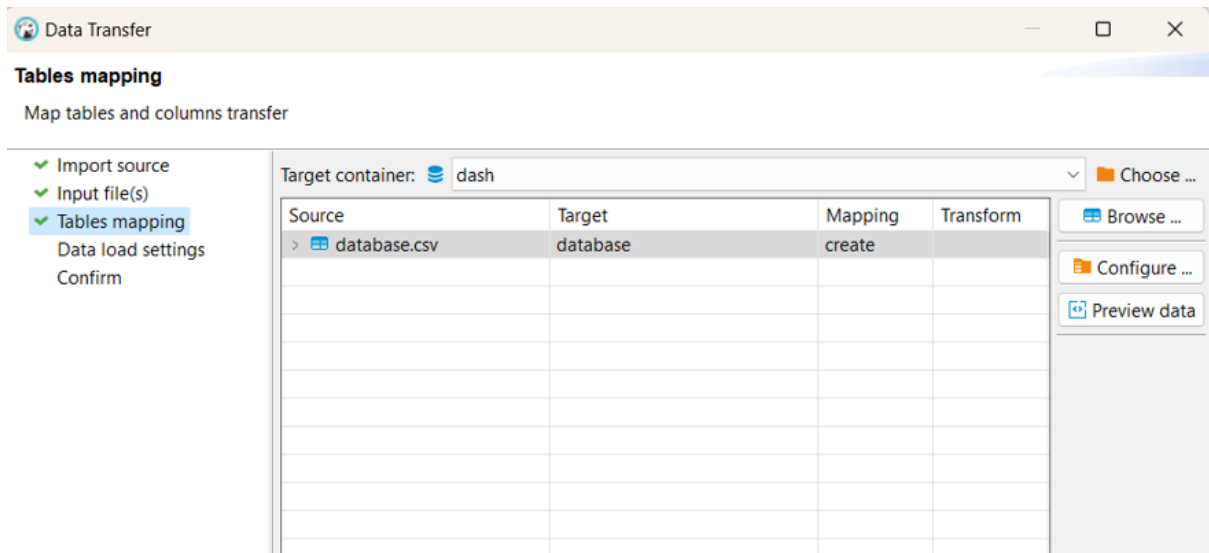 Data Transfer
Tables mapping
Map tables and columns transfer
Import source
Input file(s)
Tables mapping
Data load settings
Confirm
Target container: dash Choose ...
Source Target Mapping Transform
database.csv database create
Browse ...
Configure ...
Preview data